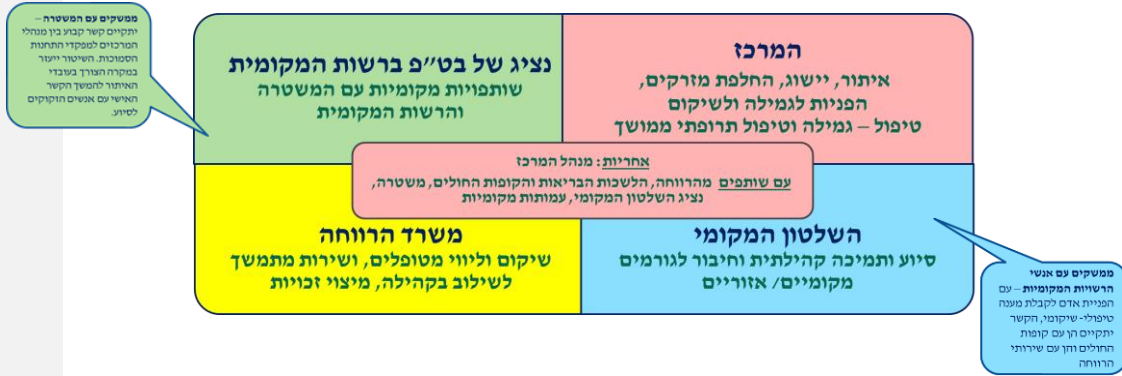 המרכז
איתור, יישוג, החלפת מזרקים,
הפניות לגמילה ולשיקום
טיפול – גמילה וטיפול תרופתי ממושך
נציג של בט״פ ברשות המקומית
שותפויות מקומיות עם המשטרה
והרשות המקומית
ממשקים עם המשטרה –
יתקיים קשר קבוע בין מנהלי
המרכזים למפקדי התחנות
הסמוכות. השיטור ייעזר
במקרה הצורך בעובדי
האיתור להמשך הקשר
האישי עם אנשים הזקוקים
לסיוע.
אחריות: מנהל המרכז
עם שותפים מהרווחה, הלשכות הבריאות והקופות החולים, משטרה,
נציג השלטון המקומי, עמותות מקומיות
השלטון המקומי
סיוע ותמיכה קהילתית וחיבור לגורמים
מקומיים/ אזוריים
משרד הרווחה
שיקום וליווי מטופלים, ושירות מתמשך
לשילוב בקהילה, מיצוי זכויות
ממשקים עם אנשי
הרשויות המקומיות – עם
הפניית אדם לקבלת מענה
טיפולי- שיקומי, הקשר
יתקיים הן עם קופות
החולים והן עם שירותי
הרווחה